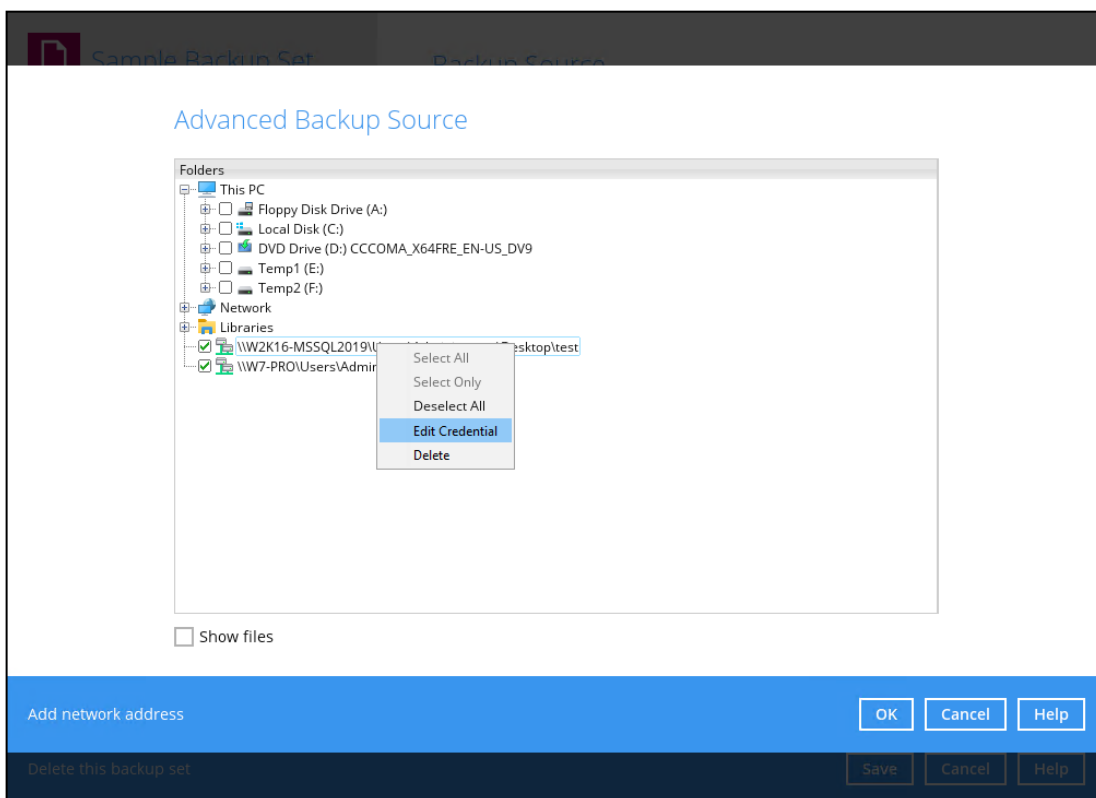 Sample Backup Set
Backup Source
Advanced Backup Source
Folders
This PC
Floppy Disk Drive (A:)
Local Disk (C:)
DVD Drive (D:) CCCOMA_X64FRE_EN-US_DV9
Temp1 (E:)
Temp2 (F:)
Network
Libraries
\\W2K16-MSSQL2019\ Desktop\test
\\W7-PRO\Users\Admin
Select All
Select Only
Deselect All
Edit Credential
Delete
Show files
Add network address
OK
Cancel
Help
Delete this backup set
Save
Cancel
Help